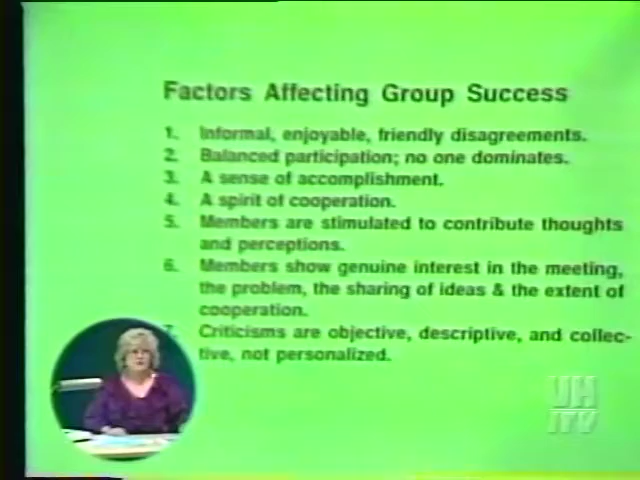 Factors Affecting Group Success
1. Informal, enjoyable, friendly disagreements.
2. Balanced participation; no one dominates.
3. A sense of accomplishment.
4. A spirit of cooperation.
5. Members are stimulated to contribute thoughts
and perceptions.
6. Members show genuine interest in the meeting,
the problem, the sharing of ideas & the extent of
cooperation.
7. Criticisms are objective, descriptive, and collec-
tive, not personalized.
UH
ITV